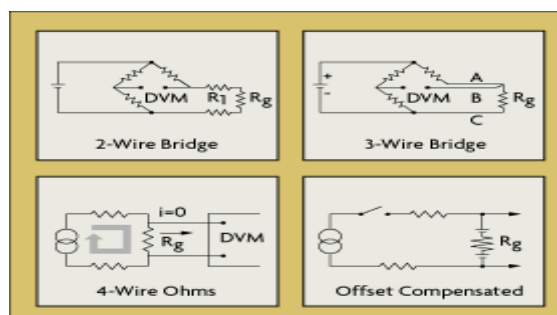 DVM R1 Rg
2-Wire Bridge
+
-
A
B
C
DVM Rg
3-Wire Bridge
i=0
Rg
DVM
4-Wire Ohms
Rg
Offset Compensated